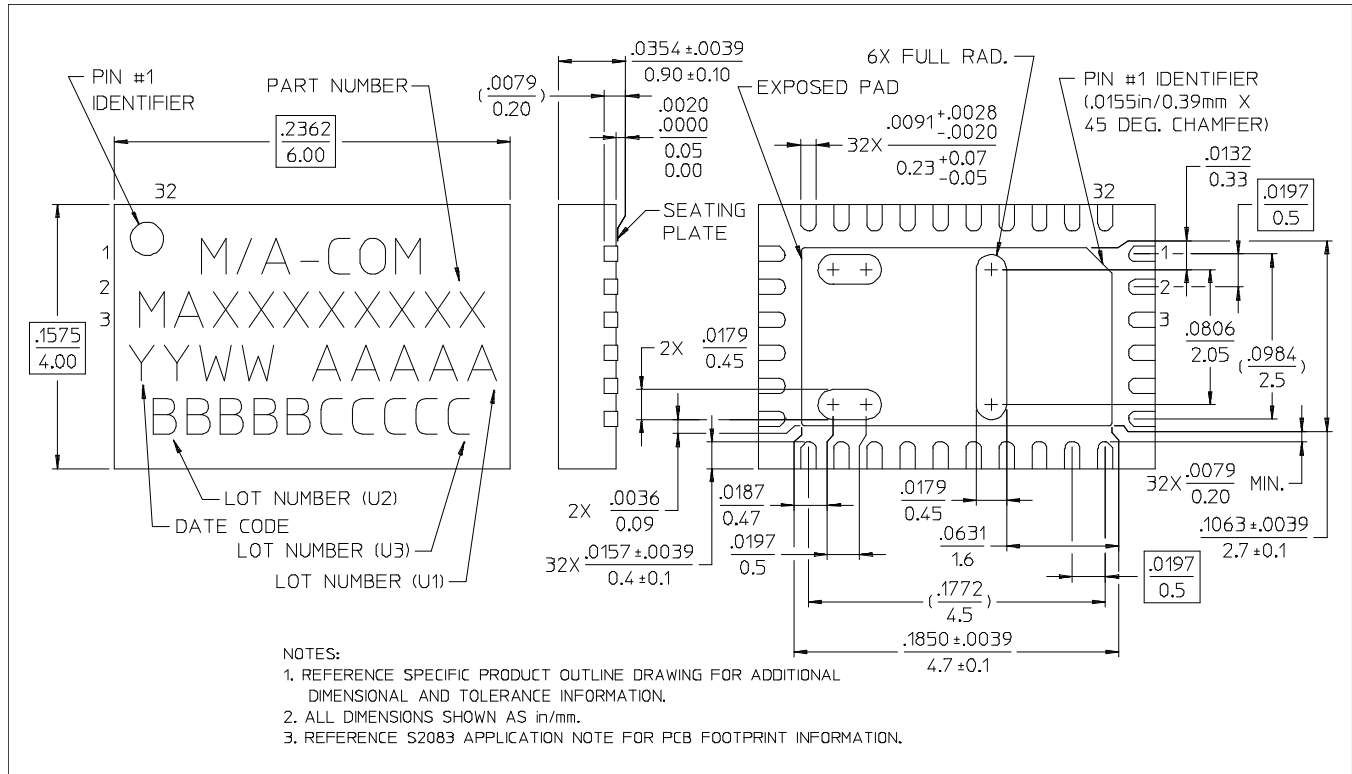 PIN #1
IDENTIFIER
PART NUMBER
.2362
6.00
32
1
2
3
M/A-COM
MAXXXXXXXXX
YYWW AAAAA
BBBBBCCCCC
.1575
4.00
LOT NUMBER (U2)
DATE CODE
LOT NUMBER (U3)
LOT NUMBER (U1)
.0354 ±.0039
0.90 ±0.10
(.0079)
0.20
.0020
.0000
0.05
0.00
SEATING
PLATE
EXPOSED PAD
6X FULL RAD.
32X .0091 +.0028 -.0020
0.23 +0.07 -0.05
PIN #1 IDENTIFIER
(.0155in/0.39mm X
45 DEG. CHAMFER)
32
.0132
0.33
.0197
0.5
1
2
3
2X .0179
0.45
.0806
2.05
(.0984)
2.5
2X .0036
0.09
.0187
0.47
.0179
0.45
32X .0079 MIN.
0.20
32X .0157 ±.0039
0.4 ±0.1
.0197
0.5
.0631
1.6
.1063 ±.0039
2.7 ±0.1
.0197
0.5
(.1772)
4.5
.1850 ±.0039
4.7 ±0.1
NOTES:
1. REFERENCE SPECIFIC PRODUCT OUTLINE DRAWING FOR ADDITIONAL
DIMENSIONAL AND TOLERANCE INFORMATION.
2. ALL DIMENSIONS SHOWN AS in/mm.
3. REFERENCE S2083 APPLICATION NOTE FOR PCB FOOTPRINT INFORMATION.